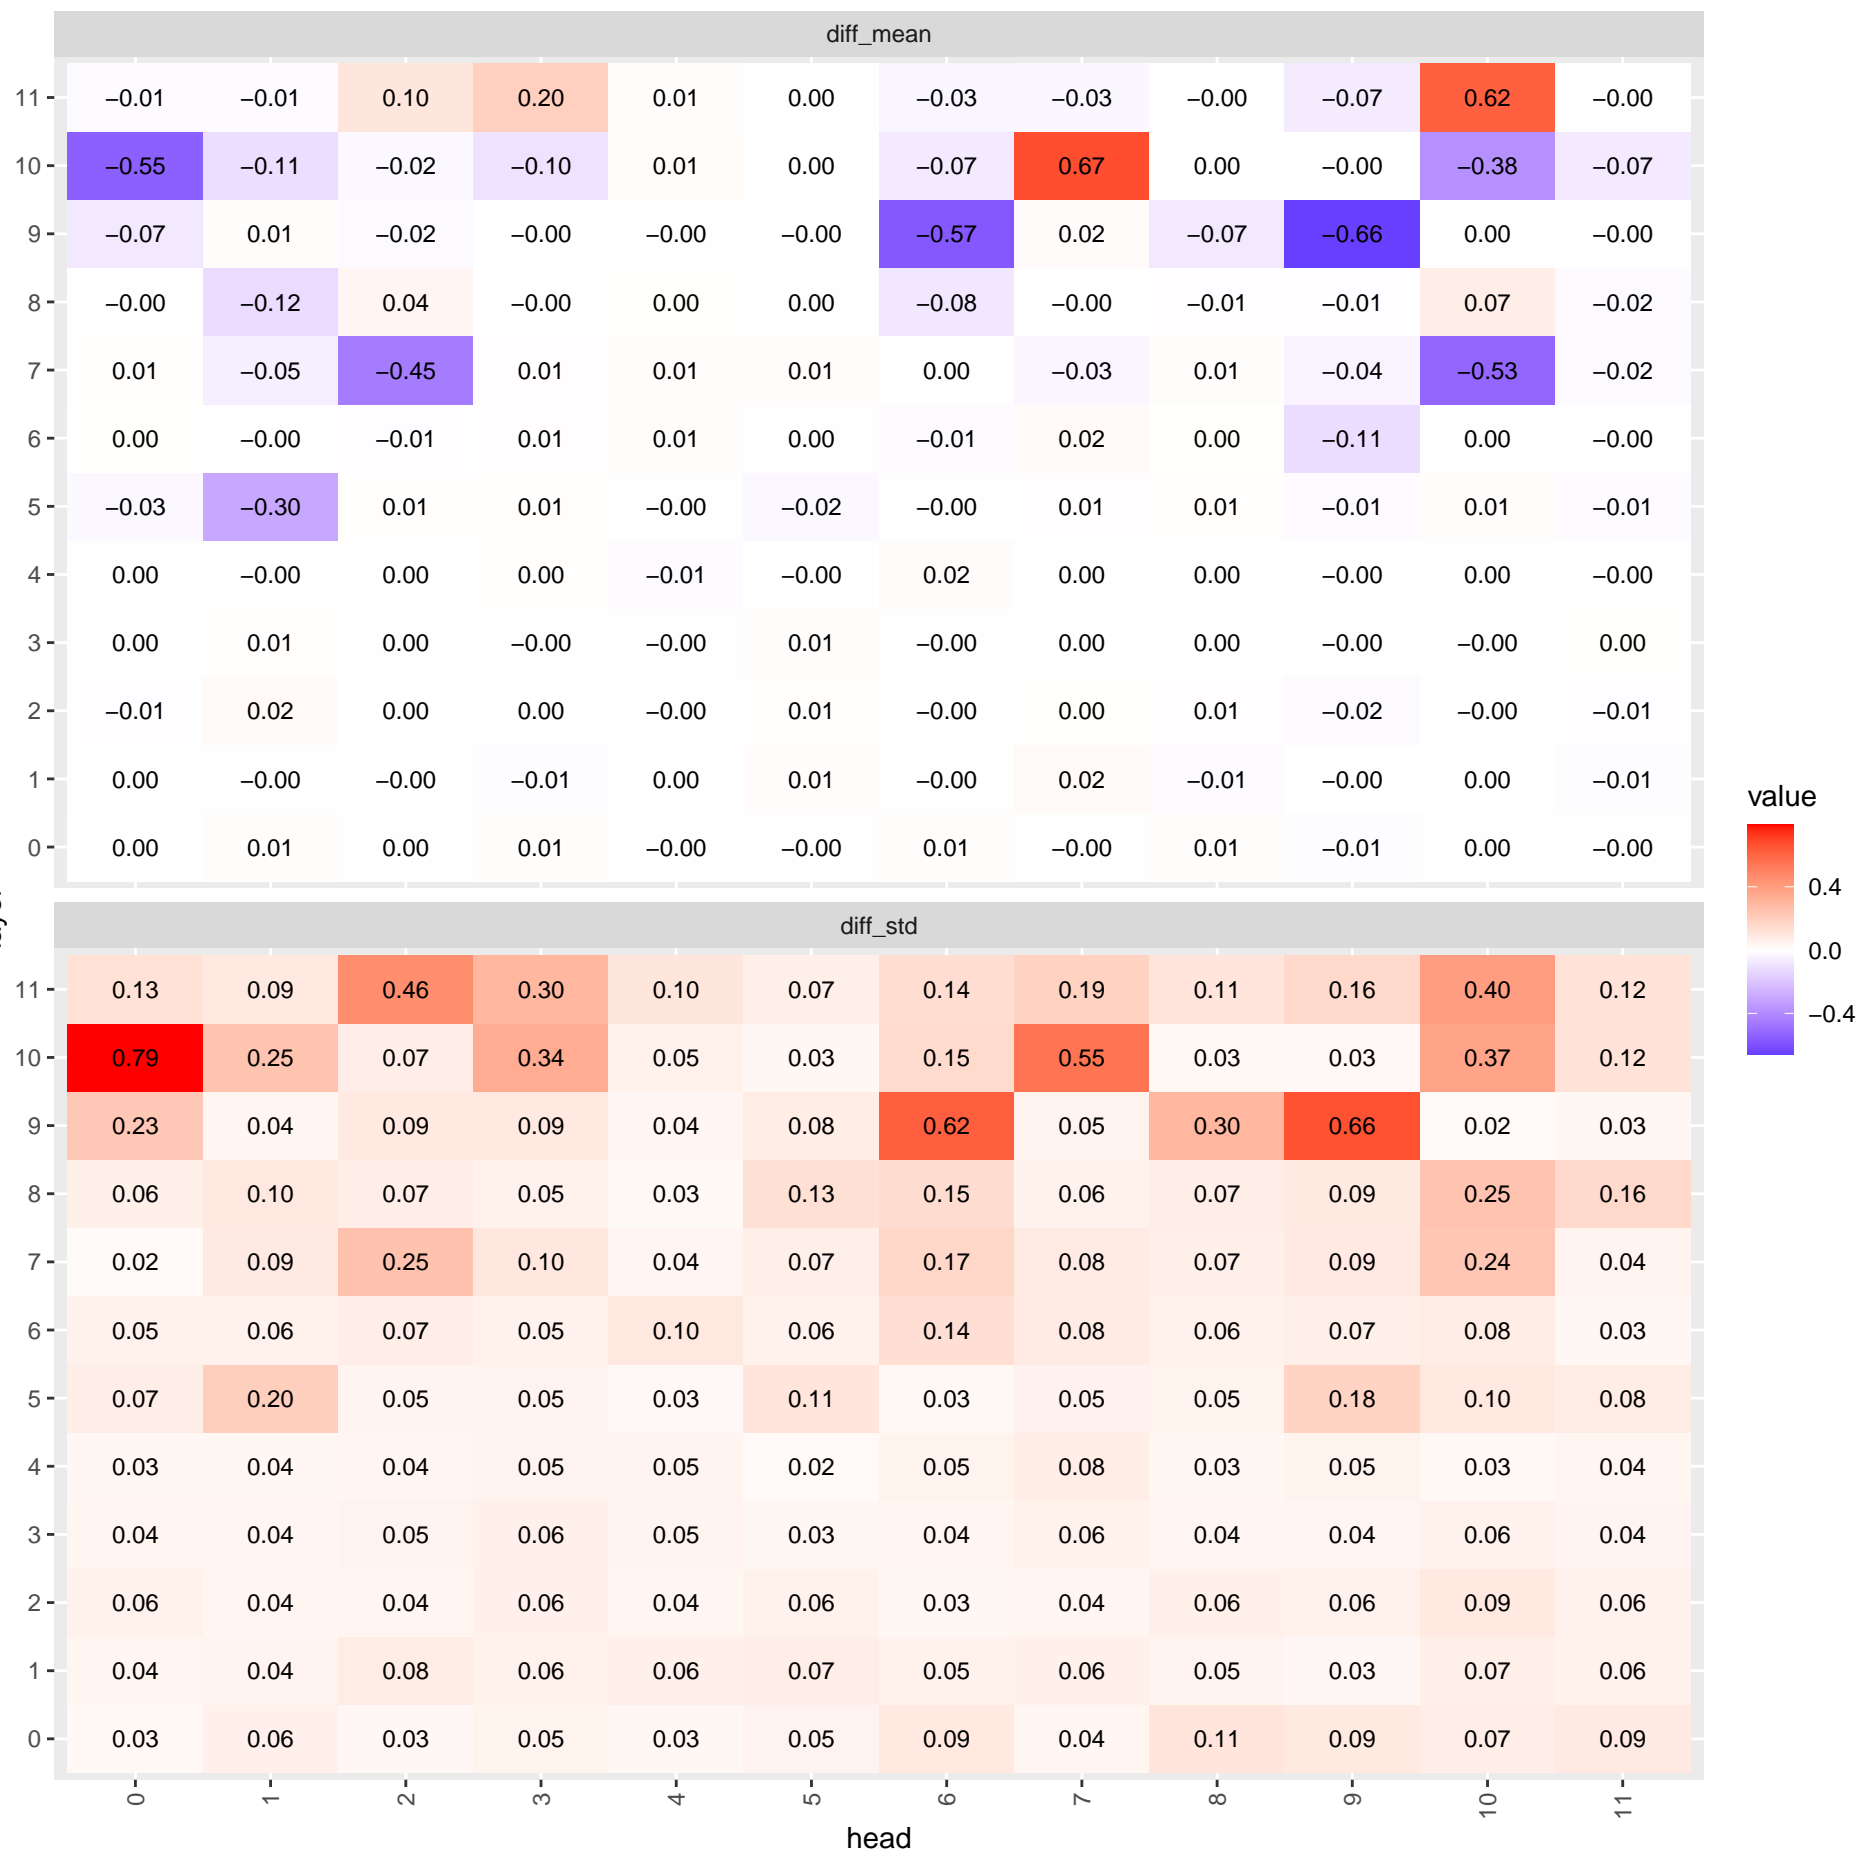 diff_mean
11 −0.01 −0.01 0.10 0.20 0.01 0.00 −0.03 −0.03 −0.00 −0.07 0.62 −0.00
10 −0.55 −0.11 −0.02 −0.10 0.01 0.00 −0.07 0.67 0.00 −0.00 −0.38 −0.07
9 −0.07 0.01 −0.02 −0.00 −0.00 −0.00 −0.57 0.02 −0.07 −0.66 0.00 −0.00
8 −0.00 −0.12 0.04 −0.00 0.00 0.00 −0.08 −0.00 −0.01 −0.01 0.07 −0.02
7 0.01 −0.05 −0.45 0.01 0.01 0.01 0.00 −0.03 0.01 −0.04 −0.53 −0.02
6 0.00 −0.00 −0.01 0.01 0.01 0.00 −0.01 0.02 0.00 −0.11 0.00 −0.00
5 −0.03 −0.30 0.01 0.01 −0.00 −0.02 −0.00 0.01 0.01 −0.01 0.01 −0.01
4 0.00 −0.00 0.00 0.00 −0.01 −0.00 0.02 0.00 0.00 −0.00 0.00 −0.00
3 0.00 0.01 0.00 −0.00 −0.00 0.01 −0.00 0.00 0.00 −0.00 −0.00 0.00
2 −0.01 0.02 0.00 0.00 −0.00 0.01 −0.00 0.00 0.01 −0.02 −0.00 −0.01
1 0.00 −0.00 −0.00 −0.01 0.00 0.01 −0.00 0.02 −0.01 −0.00 0.00 −0.01
0 0.00 0.01 0.00 0.01 −0.00 −0.00 0.01 −0.00 0.01 −0.01 0.00 −0.00
diff_std
11 0.13 0.09 0.46 0.30 0.10 0.07 0.14 0.19 0.11 0.16 0.40 0.12
10 0.79 0.25 0.07 0.34 0.05 0.03 0.15 0.55 0.03 0.03 0.37 0.12
9 0.23 0.04 0.09 0.09 0.04 0.08 0.62 0.05 0.30 0.66 0.02 0.03
8 0.06 0.10 0.07 0.05 0.03 0.13 0.15 0.06 0.07 0.09 0.25 0.16
7 0.02 0.09 0.25 0.10 0.04 0.07 0.17 0.08 0.07 0.09 0.24 0.04
6 0.05 0.06 0.07 0.05 0.10 0.06 0.14 0.08 0.06 0.07 0.08 0.03
5 0.07 0.20 0.05 0.05 0.03 0.11 0.03 0.05 0.05 0.18 0.10 0.08
4 0.03 0.04 0.04 0.05 0.05 0.02 0.05 0.08 0.03 0.05 0.03 0.04
3 0.04 0.04 0.05 0.06 0.05 0.03 0.04 0.06 0.04 0.04 0.06 0.04
2 0.06 0.04 0.04 0.06 0.04 0.06 0.03 0.04 0.06 0.06 0.09 0.06
1 0.04 0.04 0.08 0.06 0.06 0.07 0.05 0.06 0.05 0.03 0.07 0.06
0 0.03 0.06 0.03 0.05 0.03 0.05 0.09 0.04 0.11 0.09 0.07 0.09
0 1 2 3 4 5 6 7 8 9 10 11
head
value
0.4
0.0
−0.4